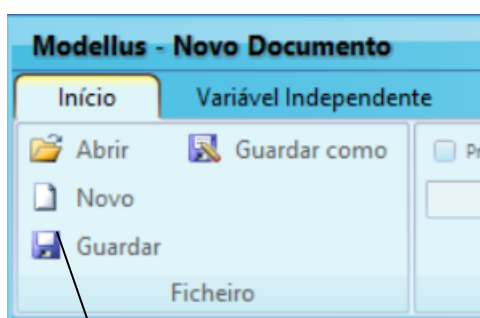 Modellus - Novo Documento
Início Variável Independente
Abrir Guardar como
Novo
Guardar
Ficheiro